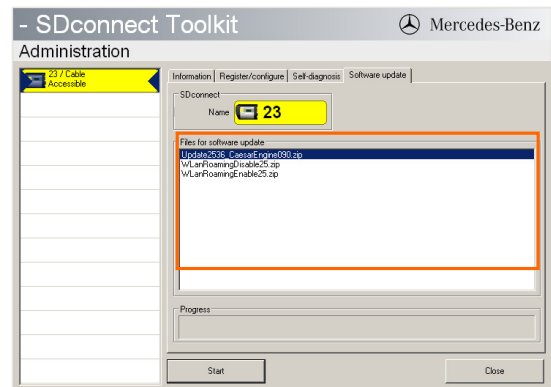 - SDconnect Toolkit
Mercedes-Benz
Administration
23 / Cable
Accessible
Information
Register/configure
Self-diagnosis
Software update
SDconnect
Name
23
Files for software update
Update2536_CaesarEngine090.zip
WLanRoamingDisable25.zip
WLanRoamingEnable25.zip
Progress
Start
Close